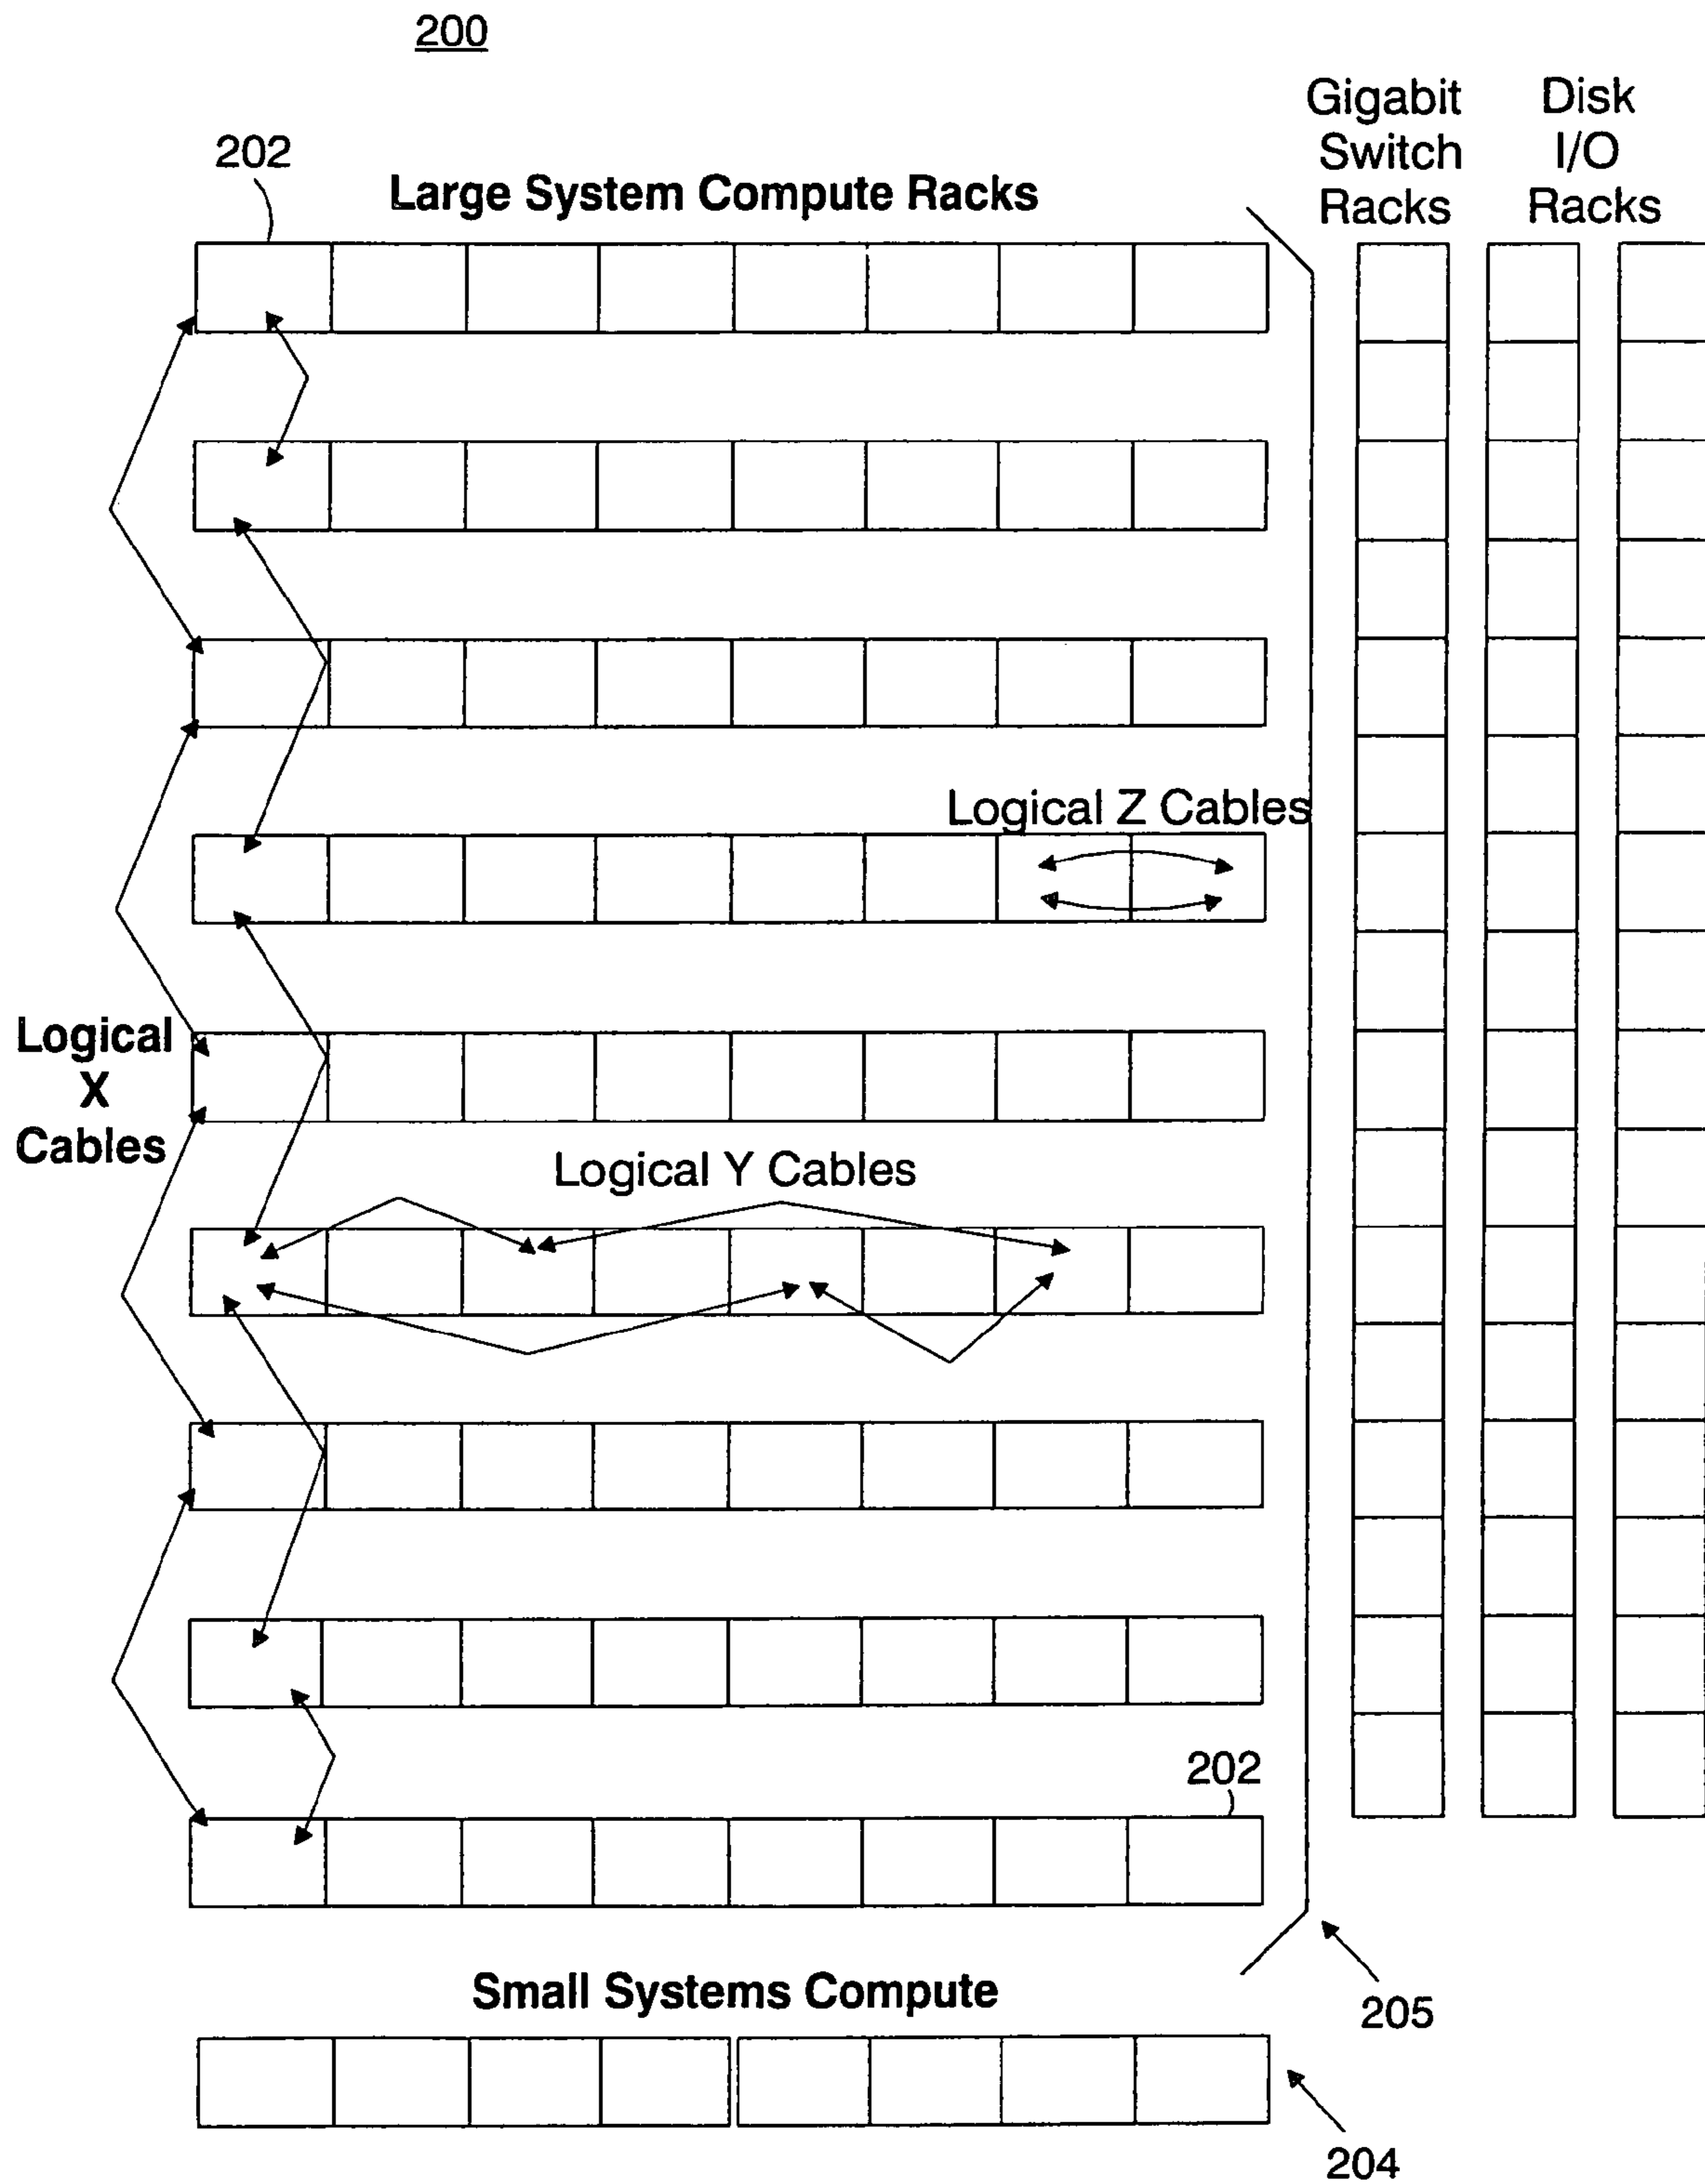 200
Gigabit
Switch
Racks
Disk
I/O
Racks
202
Large System Compute Racks
Logical Z Cables
Logical
X
Cables
Logical Y Cables
202
205
Small Systems Compute
204